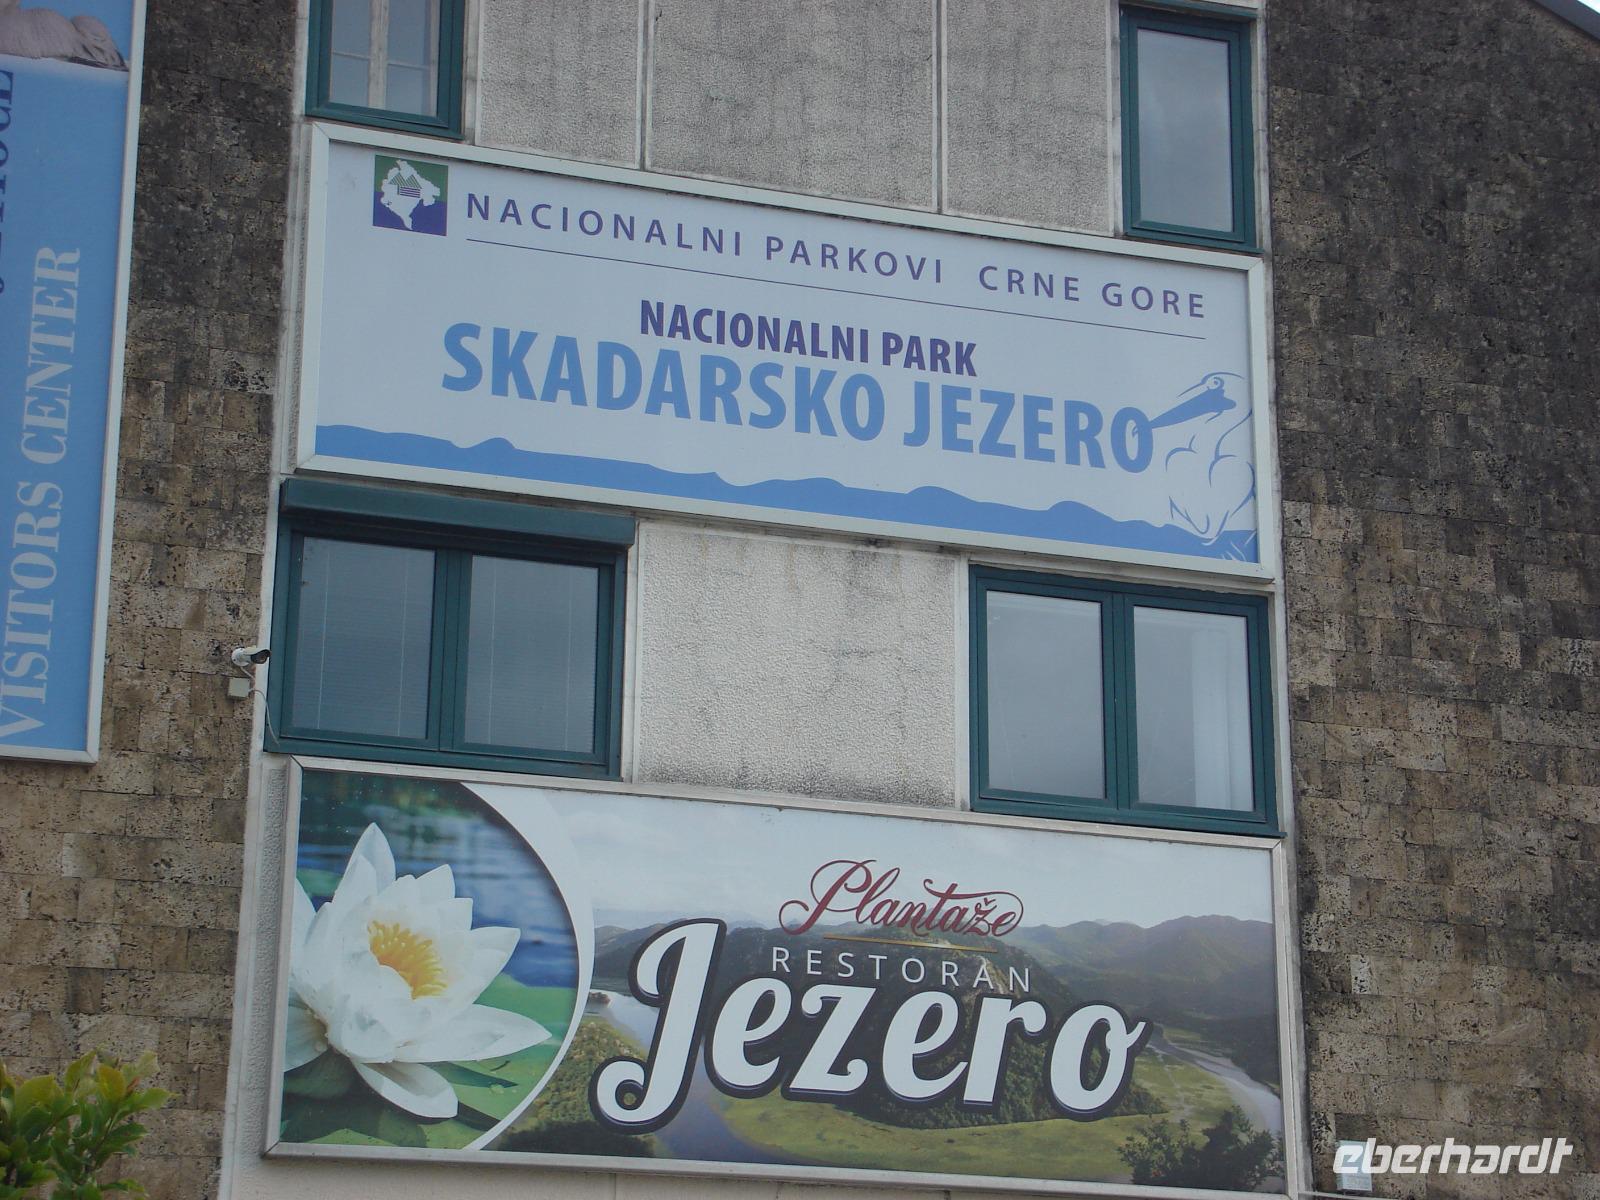 VISITORS CENTER
NACIONALNI PARKOVI CRNE GORE
NACIONALNI PARK
SKADARSKO JEZERO
Plantaže
RESTORAN
Jezero
eberhardt